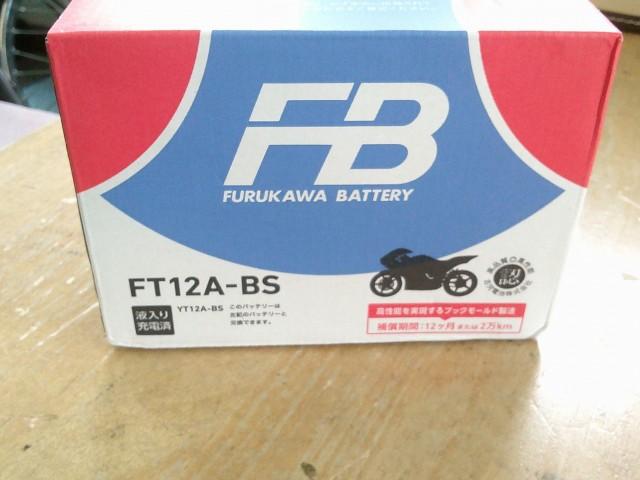 FB
FURUKAWA BATTERY
FT12A-BS
液入り
充電済
YT12A-BS
このバッテリーは
左記のバッテリーと
交換できます。
高性能を実現するブックモールド製法
補償期間:12ヶ月 または 2万km